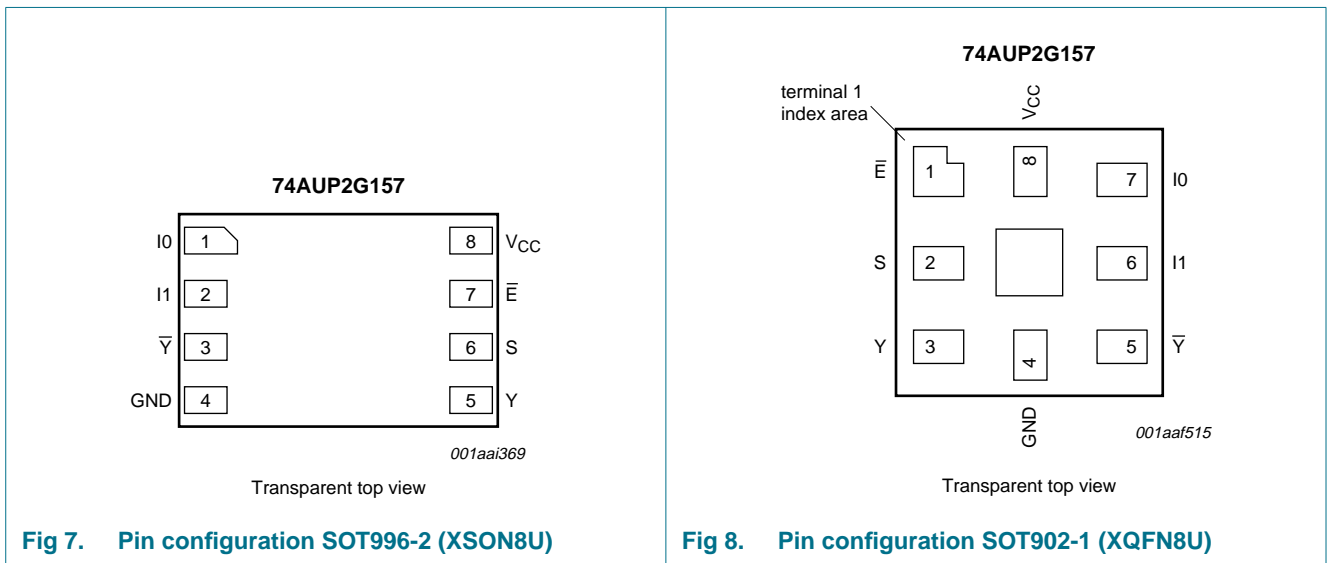 74AUP2G157
I0 1
8 VCC
I1 2
7 E̅
Y̅ 3
6 S
GND 4
5 Y
001aai369
Transparent top view
Fig 7. Pin configuration SOT996-2 (XSON8U)
74AUP2G157
terminal 1
index area
VCC
E̅ 1
8
7 I0
S 2
6 I1
Y 3
4
5 Y̅
GND
001aaf515
Transparent top view
Fig 8. Pin configuration SOT902-1 (XQFN8U)